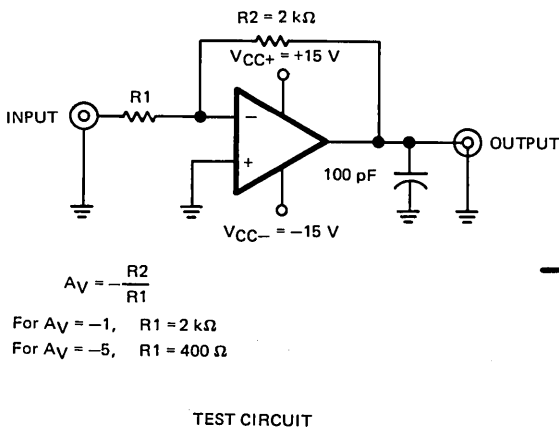 R2 = 2 kΩ
VCC+ = +15 V
R1
INPUT
−
+
OUTPUT
100 pF
VCC− = −15 V
AV = −R2/R1
For AV = −1, R1 = 2 kΩ
For AV = −5, R1 = 400 Ω
TEST CIRCUIT